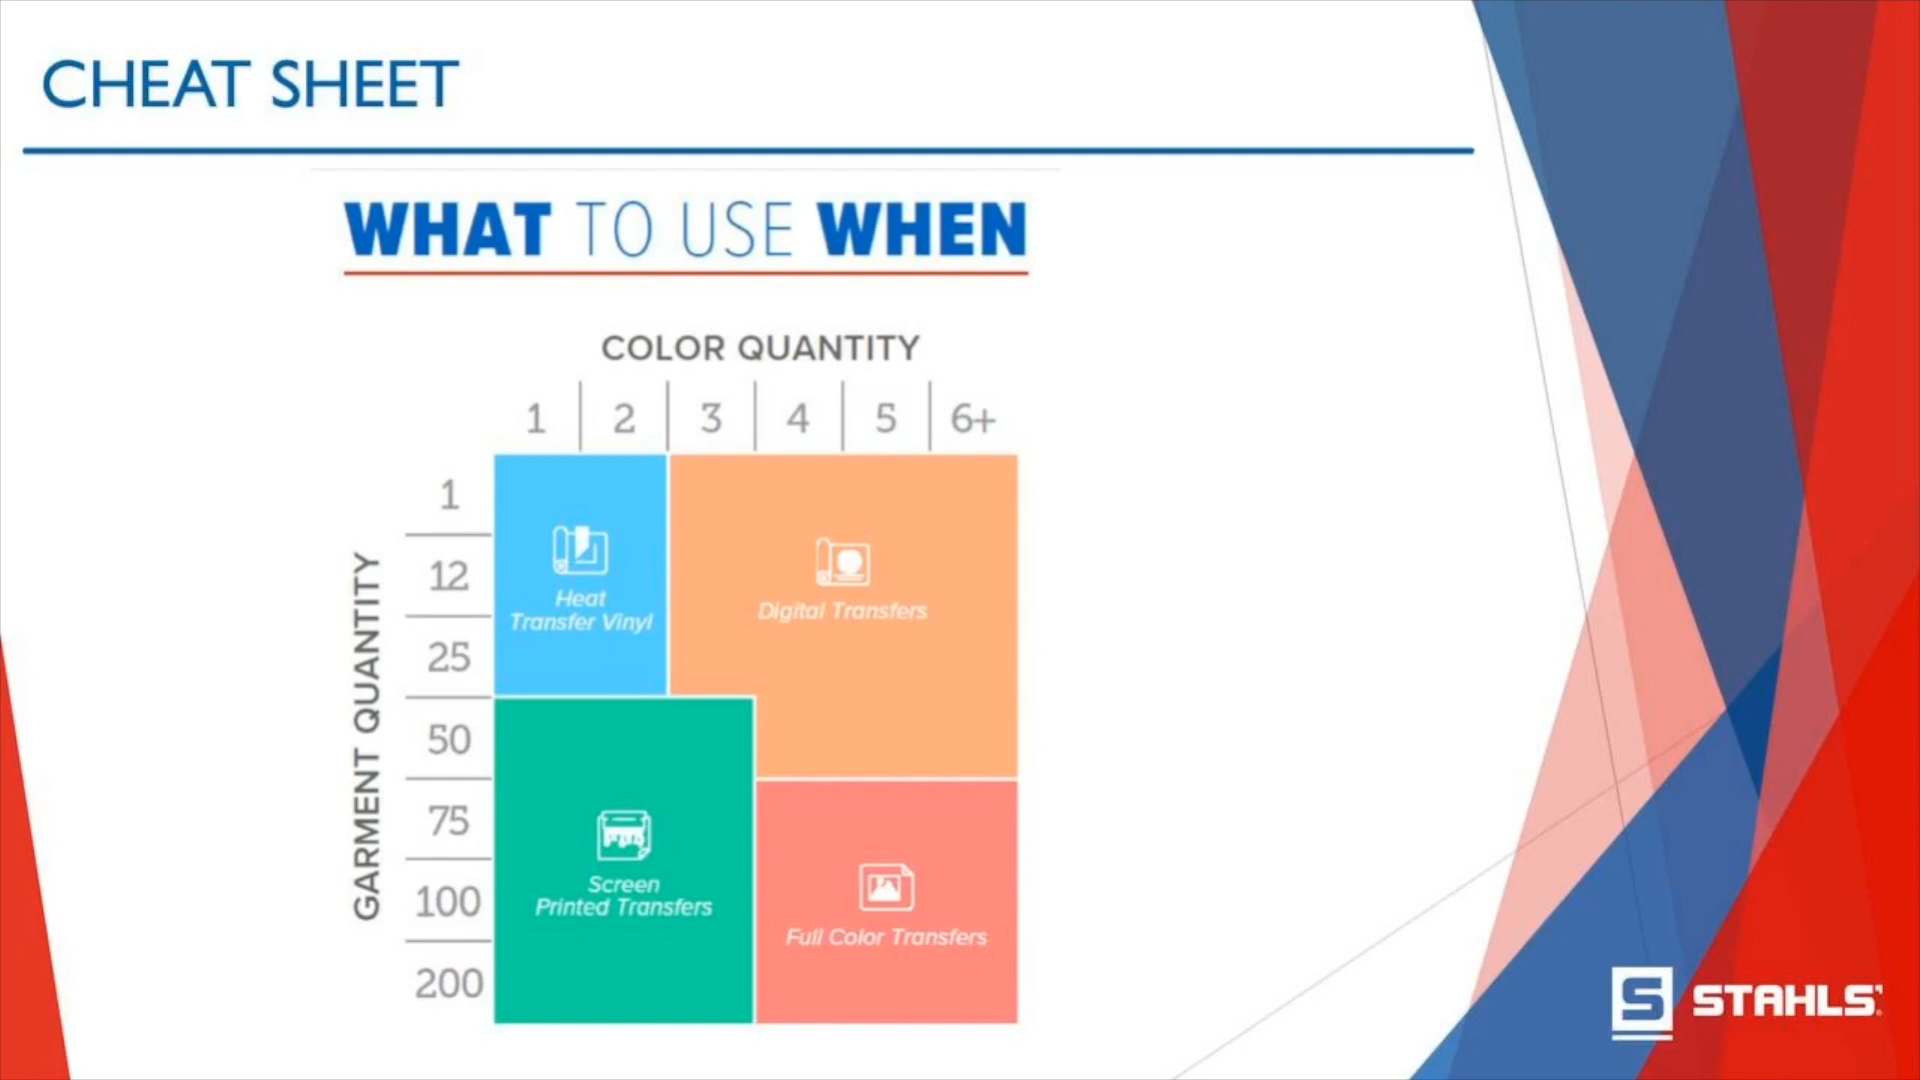 CHEAT SHEET
WHAT TO USE WHEN
COLOR QUANTITY
1 2 3 4 5 6+
GARMENT QUANTITY
1
12
25
50
75
100
200
Heat
Transfer Vinyl
Digital Transfers
Screen
Printed Transfers
Full Color Transfers
S STAHLS'